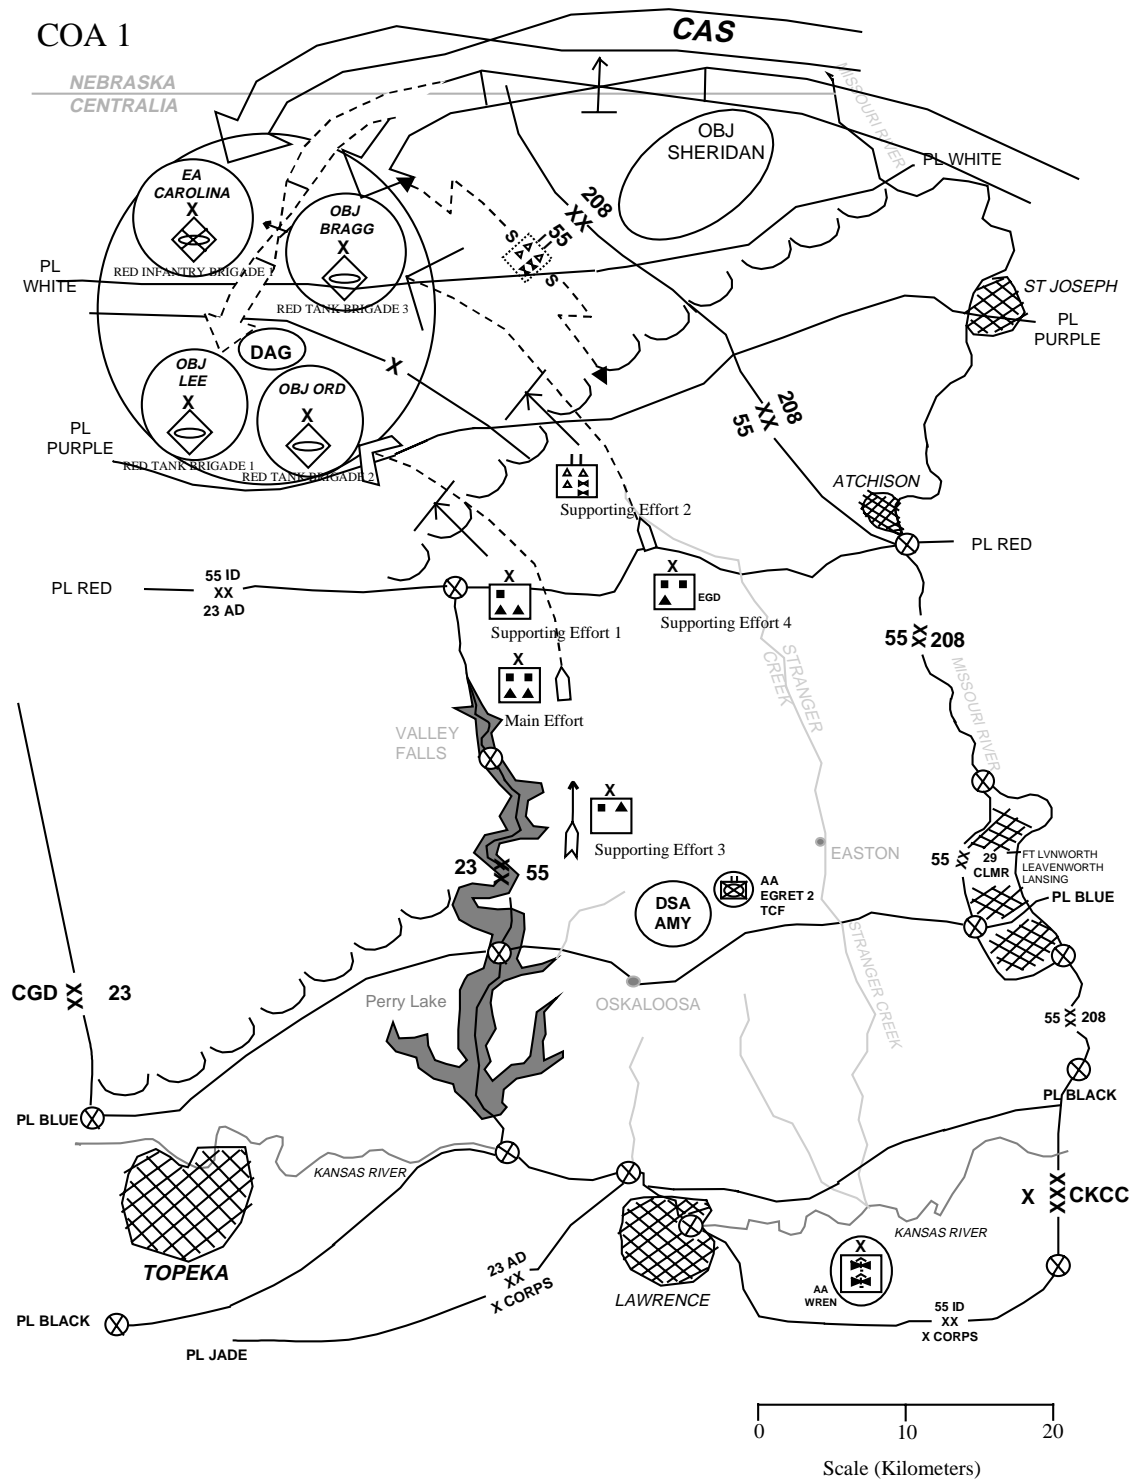 COA 1
CAS
NEBRASKA
CENTRALIA
MISSOURI RIVER
OBJ
SHERIDAN
PL WHITE
EA
CAROLINA
X
RED INFANTRY BRIGADE 1
OBJ
BRAGG
X
RED TANK BRIGADE 3
208
XX
55
S
S
PL
WHITE
ST JOSEPH
PL
PURPLE
DAG
X
OBJ
LEE
X
RED TANK BRIGADE 1
OBJ ORD
X
RED TANK BRIGADE 2
208
XX
55
PL
PURPLE
ATCHISON
Supporting Effort 2
PL RED
PL RED
55 ID
XX
23 AD
X
Supporting Effort 1
X
EGD
Supporting Effort 4
55 XX 208
STRANGER
CREEK
MISSOURI RIVER
X
Main Effort
VALLEY
FALLS
X
Supporting Effort 3
23 XX 55
EASTON
55 XX
29
CLMR
FT LVNWORTH
LEAVENWORTH
LANSING
PL BLUE
DSA
AMY
AA
EGRET 2
TCF
STRANGER CREEK
CGD XX 23
Perry Lake
OSKALOOSA
55 XX 208
PL BLUE
PL BLACK
KANSAS RIVER
X XXX CKCC
KANSAS RIVER
TOPEKA
23 AD
XX
X CORPS
LAWRENCE
X
AA
WREN
55 ID
XX
X CORPS
PL BLACK
PL JADE
0 10 20
Scale (Kilometers)